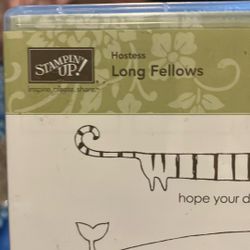 Hostess
STAMPIN' UP!
Long Fellows
inspire. create. share.
hope your d